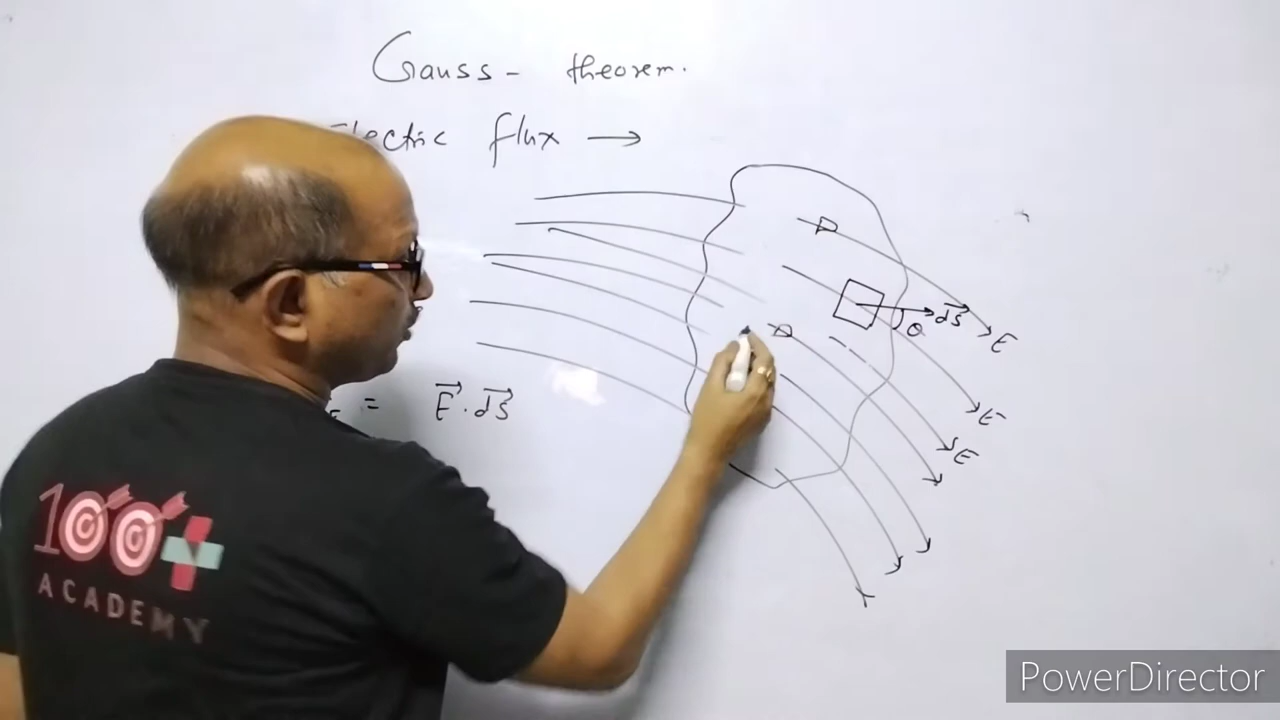 Gauss- theorem.
Electric flux →
dS
θ
E
E
E
E = E⃗ . dS⃗
100+
ACADEMY
PowerDirector